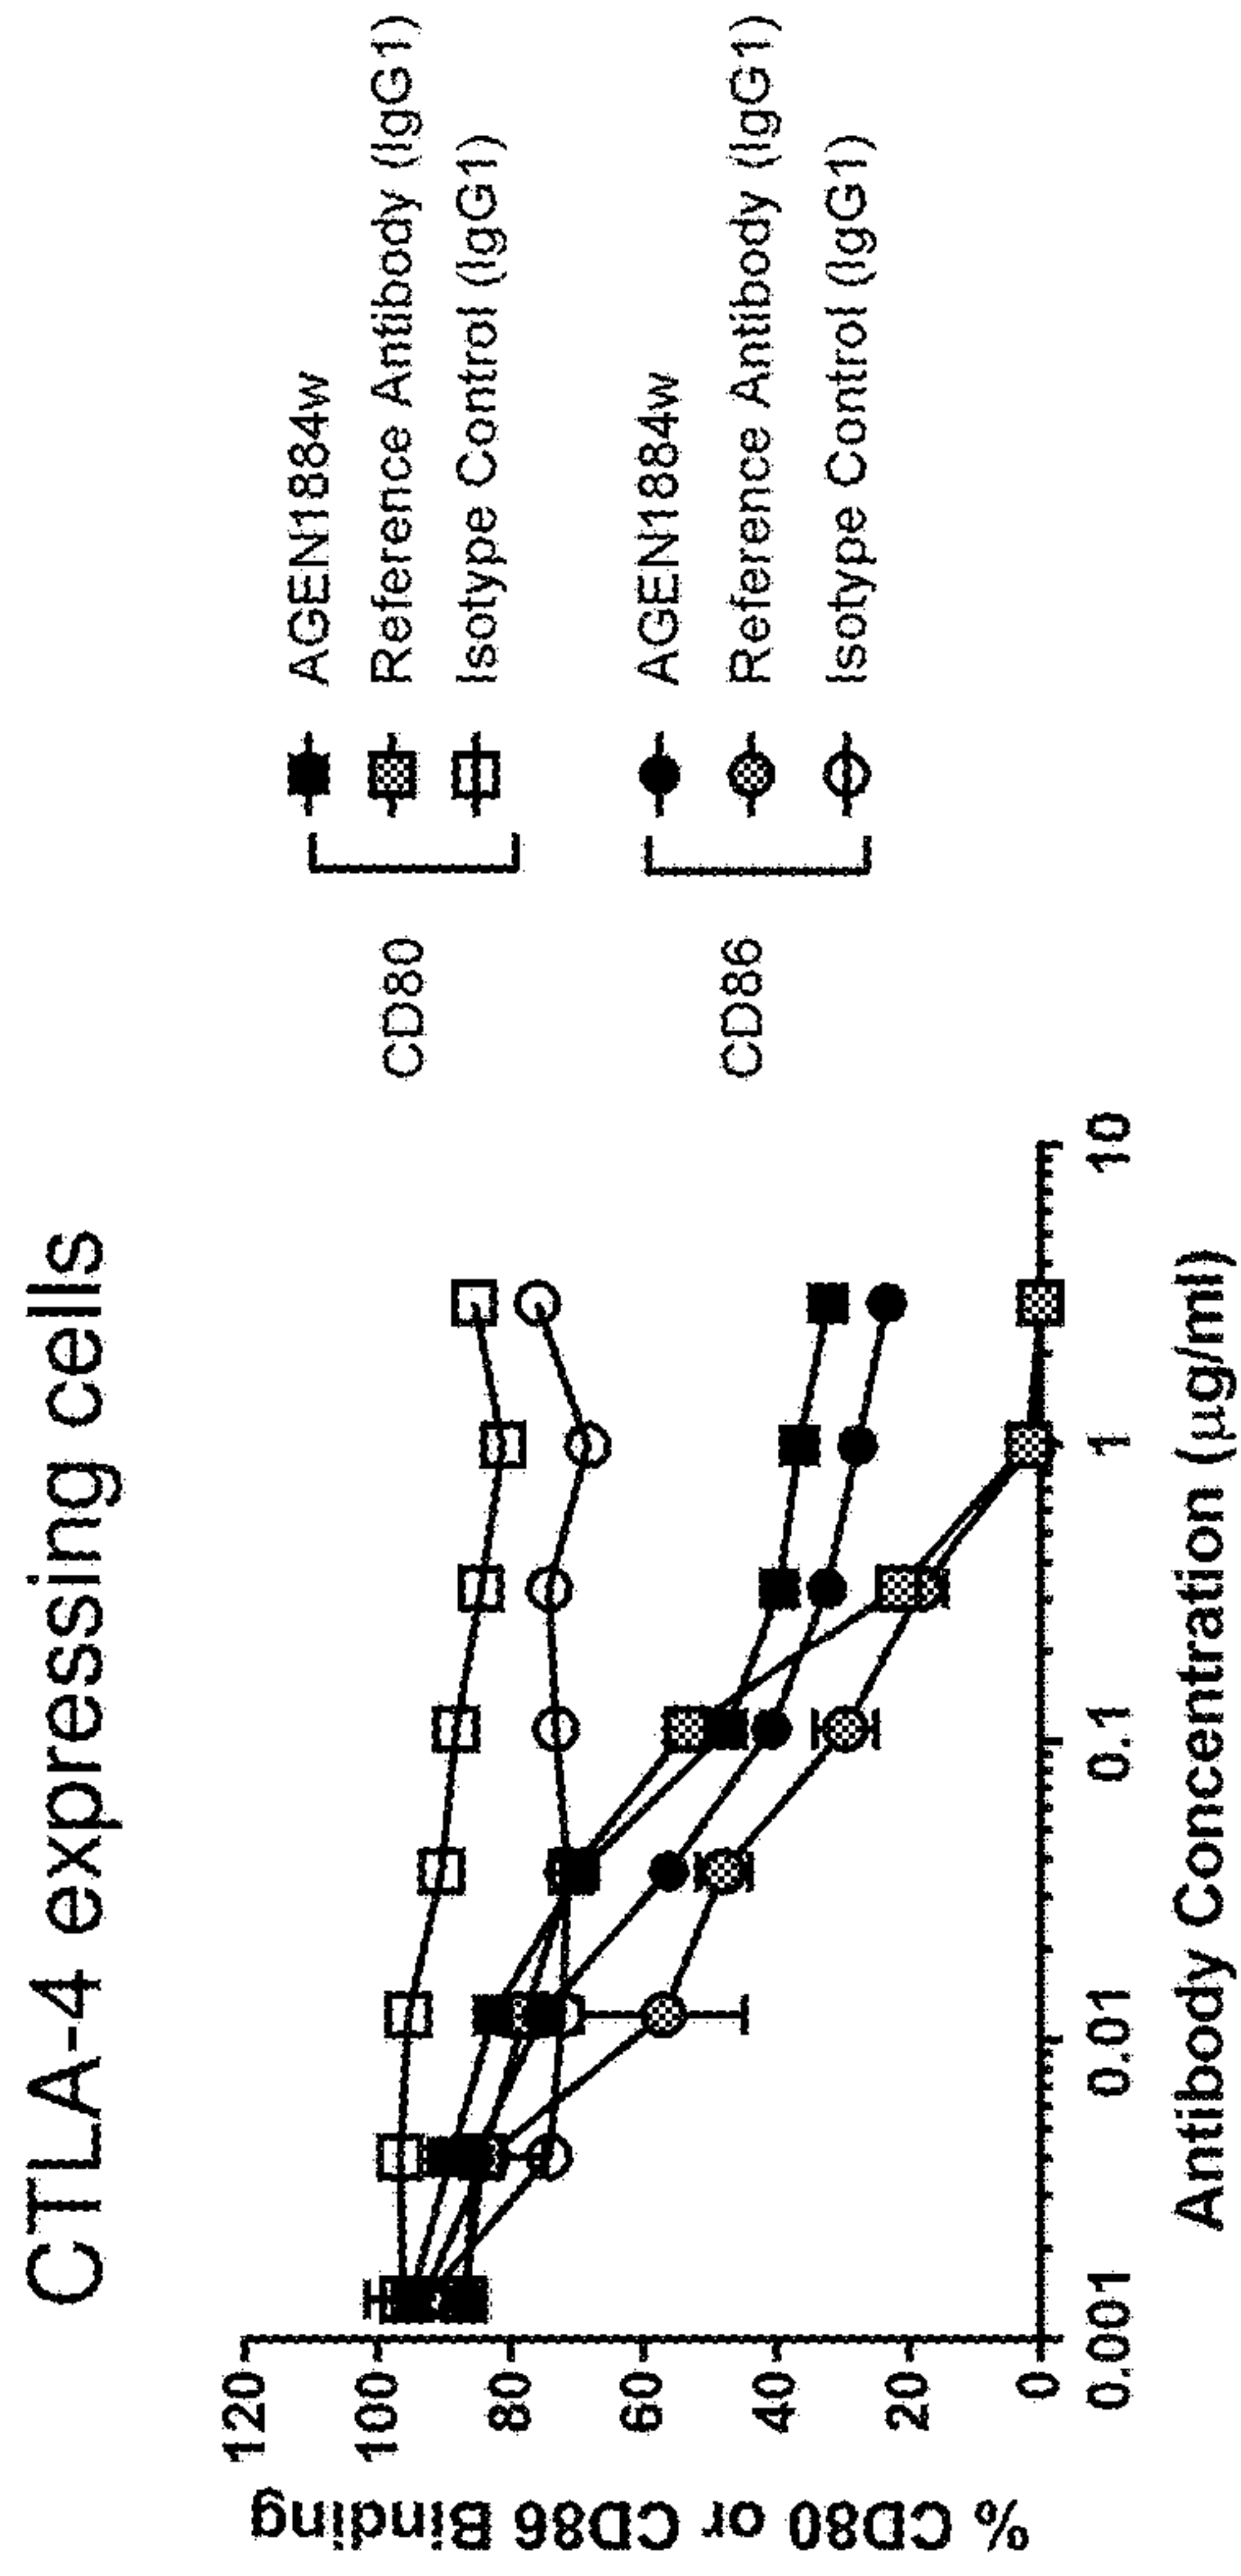 CTLA-4 expressing cells
% CD80 or CD86 Binding
120
100
80
60
40
20
0
0.001
0.01
0.1
1
10
Antibody Concentration (µg/ml)
CD80
AGEN1884w
Reference Antibody (IgG1)
Isotype Control (IgG1)
CD86
AGEN1884w
Reference Antibody (IgG1)
Isotype Control (IgG1)